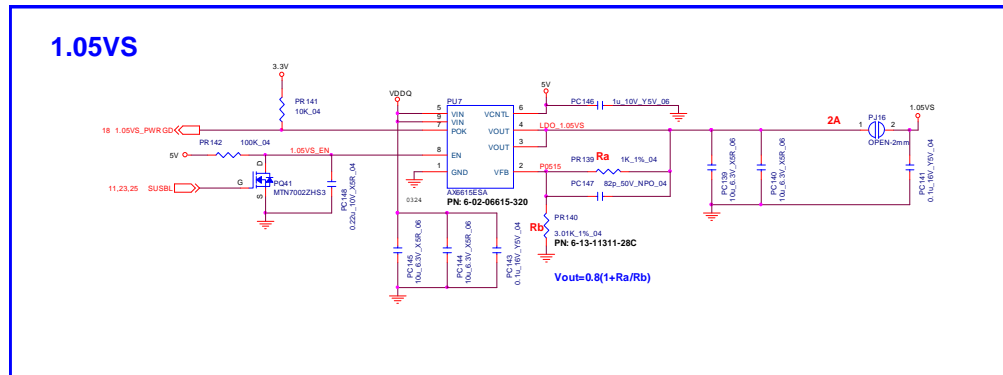 1.05VS
3.3V
PR141
10K_04
18 1.05VS_PWRGD
PR142 100K_04
5V
1.05VS_EN
11,23,25 SUSBL
G
D
S
PQ41
MTN7002ZHS3
PC148
0.22u_10V_X5R_04
VDDQ
PU7
5 VIN VCNTL 6
9 VIN VOUT 4
7 POK VOUT 3
8 EN
1 GND VFB 2
AX6615ESA
PN: 6-02-06615-320
0324
5V
PC146 1u_10V_Y5V_06
LDO_1.05VS
P0515
Ra
PR139 1K_1%_04
PC147 82p_50V_NPO_04
Rb
PR140
3.01K_1%_04
PN: 6-13-11311-28C
Vout=0.8(1+Ra/Rb)
PC145
10u_6.3V_X5R_06
PC144
10u_6.3V_X5R_06
PC143
0.1u_16V_Y5V_04
PC139
10u_6.3V_X5R_06
PC140
10u_6.3V_X5R_06
2A
1.05VS
PJ16
1 2
OPEN-2mm
PC141
0.1u_16V_Y5V_04